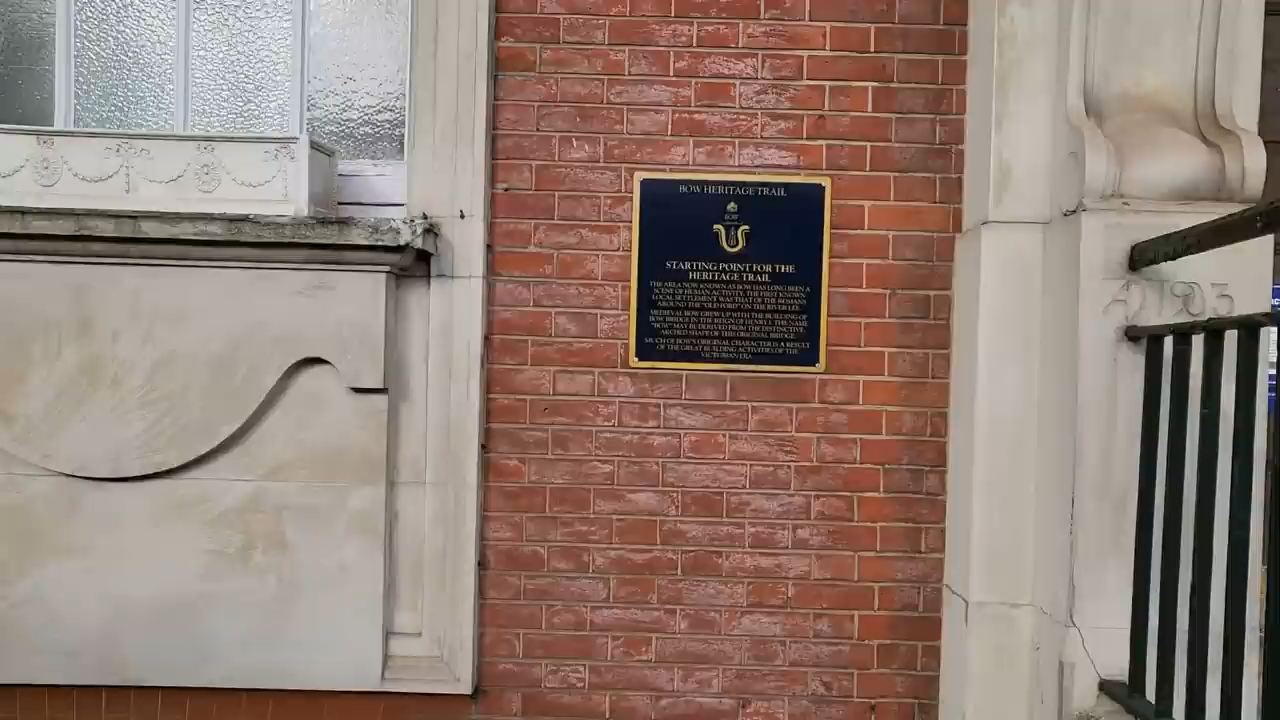 BOW HERITAGE TRAIL
BOW
STARTING POINT FOR THE
HERITAGE TRAIL
THE AREA NOW KNOWN AS BOW HAS LONG BEEN A
SCENE OF HUMAN ACTIVITY. THE FIRST KNOWN
LOCAL SETTLEMENT WAS THAT OF THE ROMANS
AROUND THE "OLD FORD" ON THE RIVER LEE.
MEDIEVAL BOW GREW UP WITH THE BUILDING OF
BOW BRIDGE IN THE REIGN OF HENRY I. THIS NAME
"BOW" MAY BE DERIVED FROM THE DISTINCTIVE,
ARCHED SHAPE OF THIS ORIGINAL BRIDGE.
MUCH OF BOW'S ORIGINAL CHARACTER IS A RESULT
OF THE GREAT BUILDING ACTIVITIES OF THE
VICTORIAN ERA